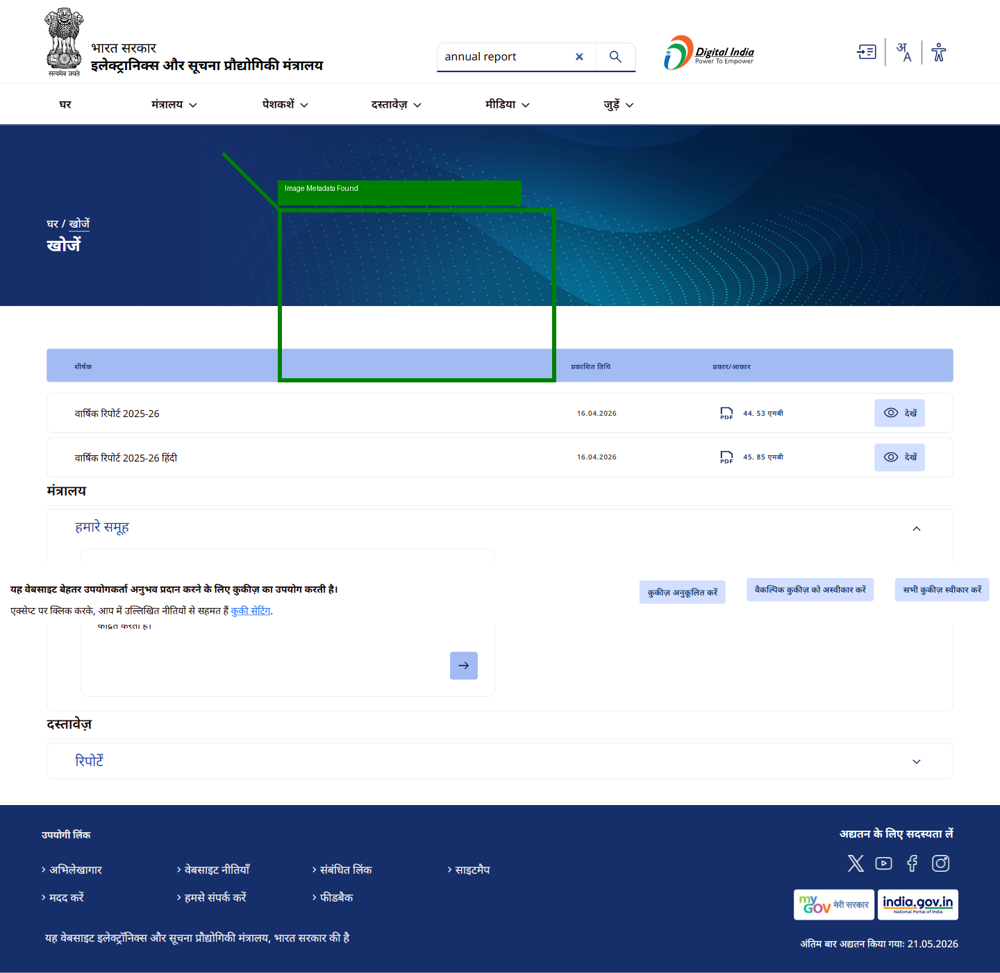 सत्यमेव जयते
भारत सरकार
इलेक्ट्रानिक्स और सूचना प्रौद्योगिकी मंत्रालय
annual report
Digital India
Power To Empower
अ
A
घर
मंत्रालय
पेशकशें
दस्तावेज़
मीडिया
जुड़ें
Image Metadata Found
घर / खोजें
खोजें
शीर्षक
प्रकाशित तिथि
प्रकार/आकार
वार्षिक रिपोर्ट 2025-26
16.04.2026
PDF
44. 53 एमबी
देखें
वार्षिक रिपोर्ट 2025-26 हिंदी
16.04.2026
PDF
45. 85 एमबी
देखें
मंत्रालय
हमारे समूह
यह वेबसाइट बेहतर उपयोगकर्ता अनुभव प्रदान करने के लिए कुकीज़ का उपयोग करती है।
एक्सेप्ट पर क्लिक करके, आप में उल्लिखित नीतियों से सहमत हैं कुकी सेटिंग.
कुकीज़ अनुकूलित करें
वैकल्पिक कुकीज़ को अस्वीकार करें
सभी कुकीज़ स्वीकार करें
दस्तावेज़
रिपोर्टें
उपयोगी लिंक
अद्यतन के लिए सदस्यता लें
अभिलेखागार
वेबसाइट नीतियाँ
संबंधित लिंक
साइटमैप
मदद करें
हमसे संपर्क करें
फीडबैक
my
GOV मेरी सरकार
india.gov.in
National Portal of India
यह वेबसाइट इलेक्ट्रॉनिक्स और सूचना प्रौद्योगिकी मंत्रालय, भारत सरकार की है
अंतिम बार अद्यतन किया गयाः 21.05.2026